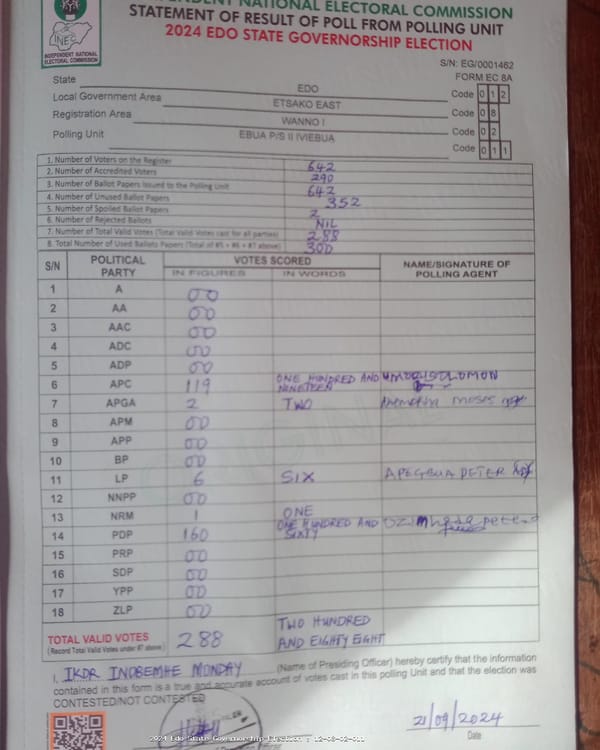 INDEPENDENT NATIONAL ELECTORAL COMMISSION
STATEMENT OF RESULT OF POLL FROM POLLING UNIT
2024 EDO STATE GOVERNORSHIP ELECTION
INEC
INDEPENDENT NATIONAL ELECTORAL COMMISSION
S/N: EG/0001462
FORM EC 8A
State EDO Code 0 1 2
Local Government Area ETSAKO EAST Code 0 8
Registration Area WANNO I Code 0 2
Polling Unit EBUA P/S II IVIEBUA Code 0 1 1
1. Number of Voters on the Register 642
2. Number of Accredited Voters 290
3. Number of Ballot Papers Issued to the Polling Unit 642
4. Number of Unused Ballot Papers 352
5. Number of Spoiled Ballot Papers 2
6. Number of Rejected Ballots NIL
7. Number of Total Valid Votes (Total Valid Votes cast for all parties) 288
8. Total Number of Used Ballots Papers (Total of #5 + #6 + #7 above) 300
S/N POLITICAL PARTY VOTES SCORED NAME/SIGNATURE OF POLLING AGENT
IN FIGURES IN WORDS
1 A 00
2 AA 00
3 AAC 00
4 ADC 00
5 ADP 00
6 APC 119 ONE HUNDRED AND NINETEEN SOLOMON
7 APGA 2 TWO MOSES
8 APM 00
9 APP 00
10 BP 00
11 LP 6 SIX APEGBUA PETER
12 NNPP 00
13 NRM 1 ONE
14 PDP 160 ONE HUNDRED AND SIXTY peter
15 PRP 00
16 SDP 00
17 YPP 00
18 ZLP 00
TOTAL VALID VOTES 288 TWO HUNDRED AND EIGHTY EIGHT
(Record Total Valid Votes under #7 above)
I, IKOR INOBEMHE MONDAY (Name of Presiding Officer) hereby certify that the information
contained in this form is a true and accurate account of votes cast in this polling Unit and that the election was
CONTESTED/NOT CONTESTED
21/09/2024
Date
2024 Edo State Governorship Election : 12-08-02-011